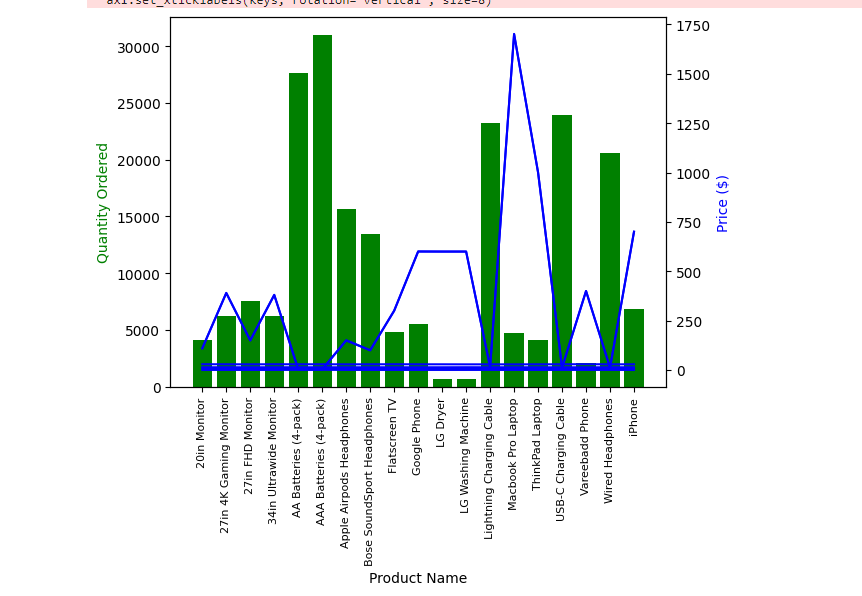 ax1.set_xticklabels(keys, rotation='vertical', size=8)
30000
25000
20000
15000
10000
5000
0
Quantity Ordered
1750
1500
1250
1000
750
500
250
0
Price ($)
20in Monitor
27in 4K Gaming Monitor
27in FHD Monitor
34in Ultrawide Monitor
AA Batteries (4-pack)
AAA Batteries (4-pack)
Apple Airpods Headphones
Bose SoundSport Headphones
Flatscreen TV
Google Phone
LG Dryer
LG Washing Machine
Lightning Charging Cable
Macbook Pro Laptop
ThinkPad Laptop
USB-C Charging Cable
Vareebadd Phone
Wired Headphones
iPhone
Product Name